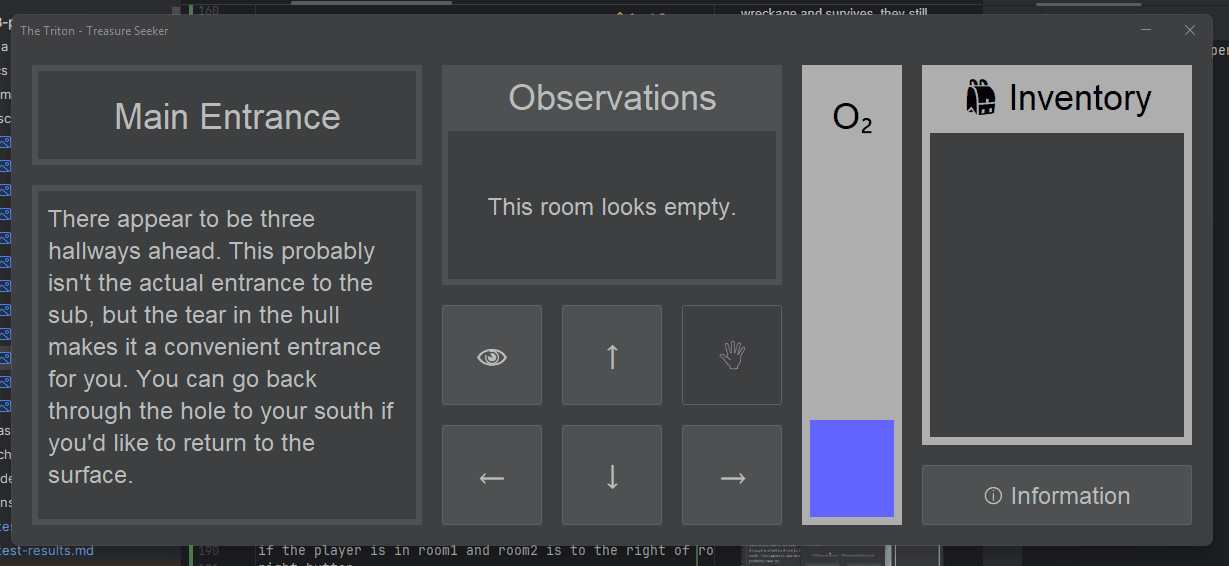 160
wreckage and survives, they still
The Triton - Treasure Seeker
Main Entrance
There appear to be three
hallways ahead. This probably
isn't the actual entrance to the
sub, but the tear in the hull
makes it a convenient entrance
for you. You can go back
through the hole to your south if
you'd like to return to the
surface.
Observations
This room looks empty.
↑
←
↓
→
O₂
Inventory
Information
test-results.md
190
if the player is in room1 and room2 is to the right of ro
right button